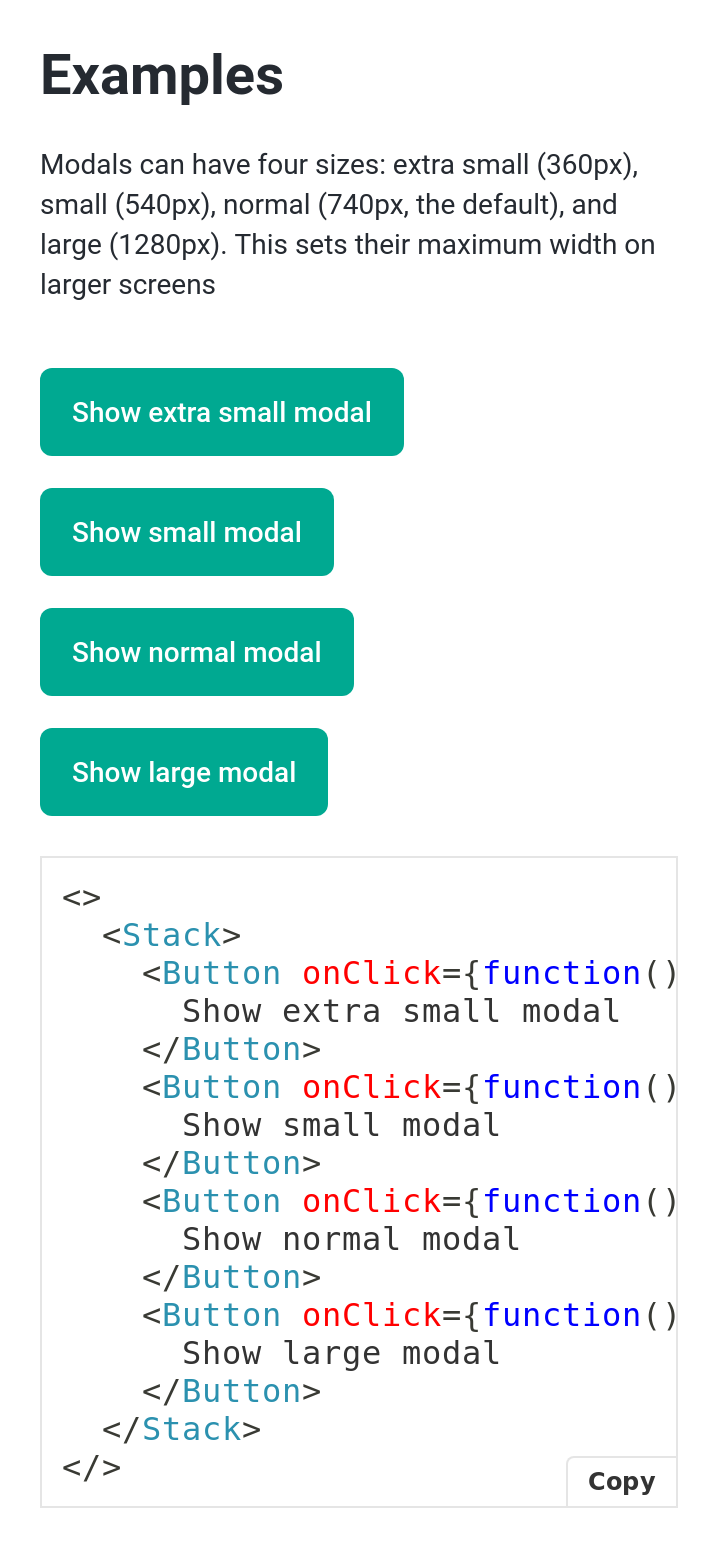 Examples
Modals can have four sizes: extra small (360px),
small (540px), normal (740px, the default), and
large (1280px). This sets their maximum width on
larger screens
Show extra small modal
Show small modal
Show normal modal
Show large modal
<>
  <Stack>
    <Button onClick={function()
      Show extra small modal
    </Button>
    <Button onClick={function()
      Show small modal
    </Button>
    <Button onClick={function()
      Show normal modal
    </Button>
    <Button onClick={function()
      Show large modal
    </Button>
  </Stack>
</>
Copy